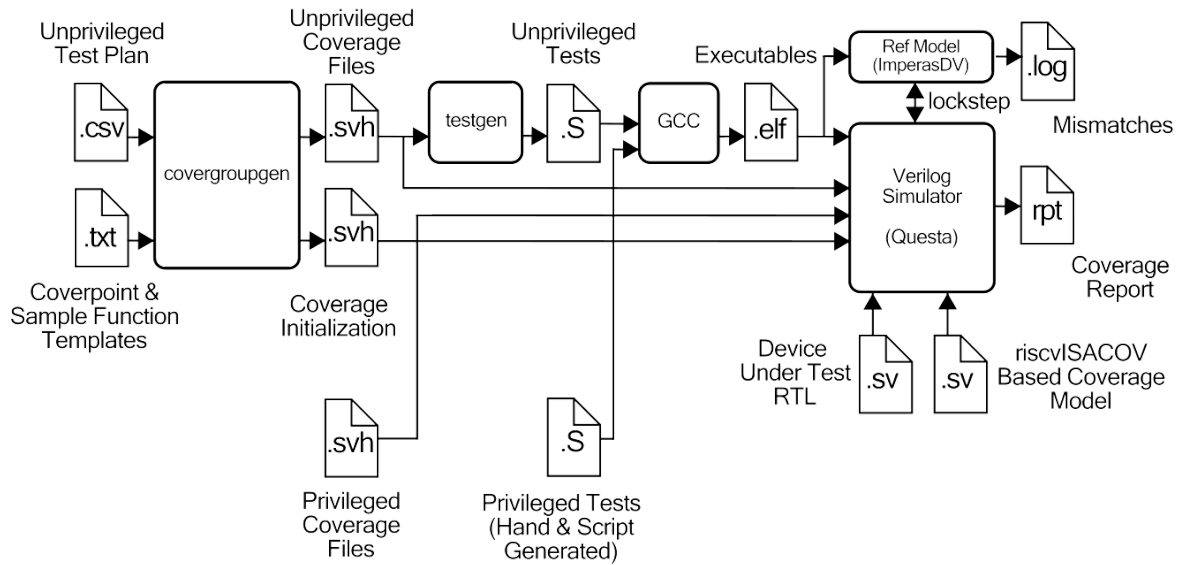 Unprivileged
Test Plan
.csv
.txt
Coverpoint &
Sample Function
Templates
covergroupgen
Unprivileged
Coverage
Files
.svh
.svh
Coverage
Initialization
testgen
Unprivileged
Tests
.S
GCC
Executables
.elf
Ref Model
(ImperasDV)
lockstep
.log
Mismatches
Verilog
Simulator
(Questa)
rpt
Coverage
Report
Device
Under Test
RTL
.sv
.sv
riscvISACOV
Based Coverage
Model
.svh
Privileged
Coverage
Files
.S
Privileged Tests
(Hand & Script
Generated)